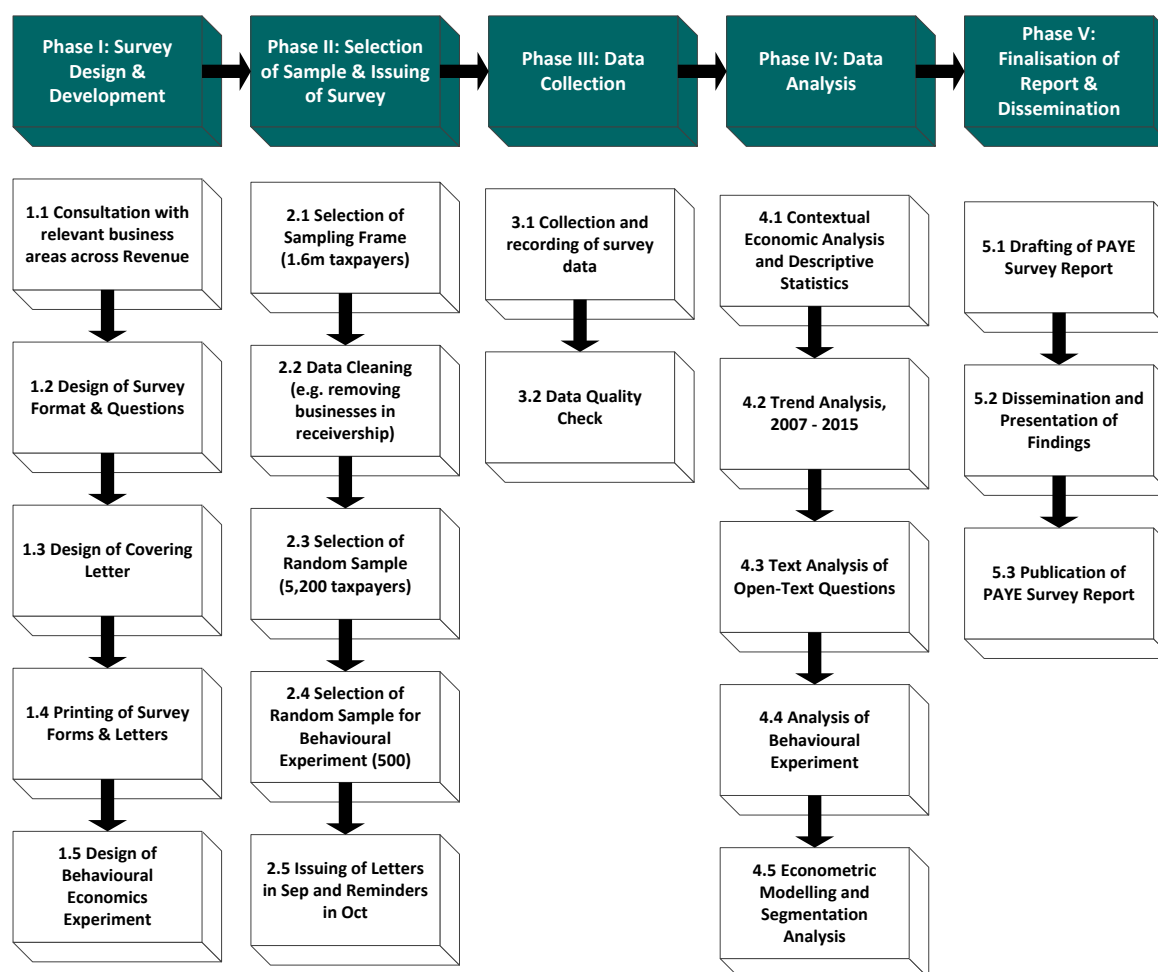 Phase I: Survey
Design &
Development
Phase II: Selection
of Sample & Issuing
of Survey
Phase III: Data
Collection
Phase IV: Data
Analysis
Phase V:
Finalisation of
Report &
Dissemination
1.1 Consultation with
relevant business
areas across Revenue
1.2 Design of Survey
Format & Questions
1.3 Design of Covering
Letter
1.4 Printing of Survey
Forms & Letters
1.5 Design of
Behavioural
Economics
Experiment
2.1 Selection of
Sampling Frame
(1.6m taxpayers)
2.2 Data Cleaning
(e.g. removing
businesses in
receivership)
2.3 Selection of
Random Sample
(5,200 taxpayers)
2.4 Selection of
Random Sample for
Behavioural
Experiment (500)
2.5 Issuing of Letters
in Sep and Reminders
in Oct
3.1 Collection and
recording of survey
data
3.2 Data Quality
Check
4.1 Contextual
Economic Analysis
and Descriptive
Statistics
4.2 Trend Analysis,
2007 - 2015
4.3 Text Analysis of
Open-Text Questions
4.4 Analysis of
Behavioural
Experiment
4.5 Econometric
Modelling and
Segmentation
Analysis
5.1 Drafting of PAYE
Survey Report
5.2 Dissemination and
Presentation of
Findings
5.3 Publication of
PAYE Survey Report